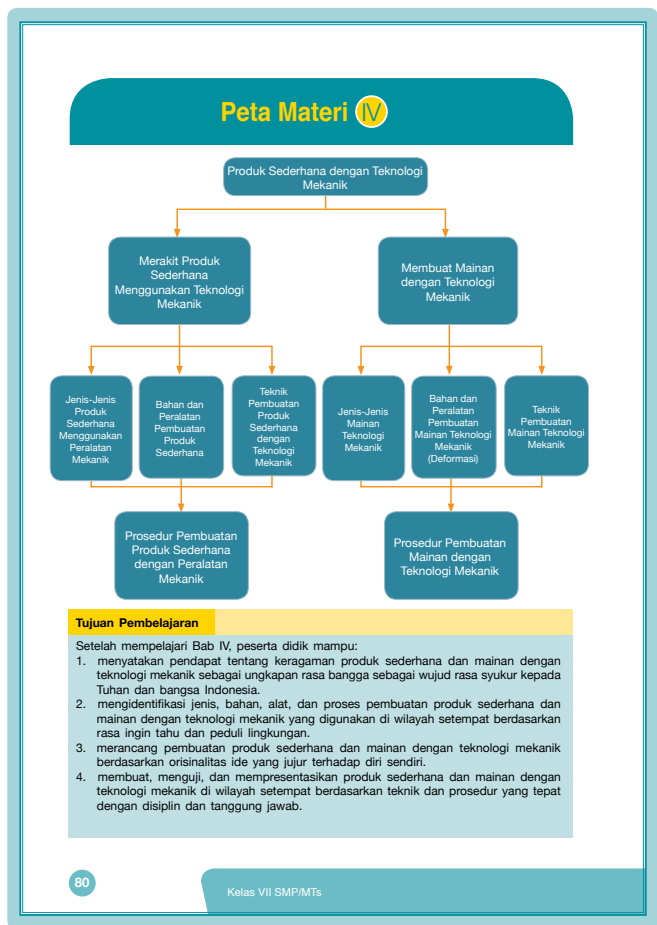 Peta Materi IV
Produk Sederhana dengan Teknologi
Mekanik
Merakit Produk
Sederhana
Menggunakan Teknologi
Mekanik
Membuat Mainan
dengan Teknologi
Mekanik
Jenis-Jenis
Produk
Sederhana
Menggunakan
Peralatan
Mekanik
Bahan dan
Peralatan
Pembuatan
Produk
Sederhana
Teknik
Pembuatan
Produk
Sederhana
dengan
Teknologi
Mekanik
Jenis-Jenis
Mainan
Teknologi
Mekanik
Bahan dan
Peralatan
Pembuatan
Mainan Teknologi
Mekanik
(Deformasi)
Teknik
Pembuatan
Mainan Teknologi
Mekanik
Prosedur Pembuatan
Produk Sederhana
dengan Peralatan
Mekanik
Prosedur Pembuatan
Mainan dengan
Teknologi Mekanik
Tujuan Pembelajaran
Setelah mempelajari Bab IV, peserta didik mampu:
1. menyatakan pendapat tentang keragaman produk sederhana dan mainan dengan
teknologi mekanik sebagai ungkapan rasa bangga sebagai wujud rasa syukur kepada
Tuhan dan bangsa Indonesia.
2. mengidentifikasi jenis, bahan, alat, dan proses pembuatan produk sederhana dan
mainan dengan teknologi mekanik yang digunakan di wilayah setempat berdasarkan
rasa ingin tahu dan peduli lingkungan.
3. merancang pembuatan produk sederhana dan mainan dengan teknologi mekanik
berdasarkan orisinalitas ide yang jujur terhadap diri sendiri.
4. membuat, menguji, dan mempresentasikan produk sederhana dan mainan dengan
teknologi mekanik di wilayah setempat berdasarkan teknik dan prosedur yang tepat
dengan disiplin dan tanggung jawab.
80
Kelas VII SMP/MTs